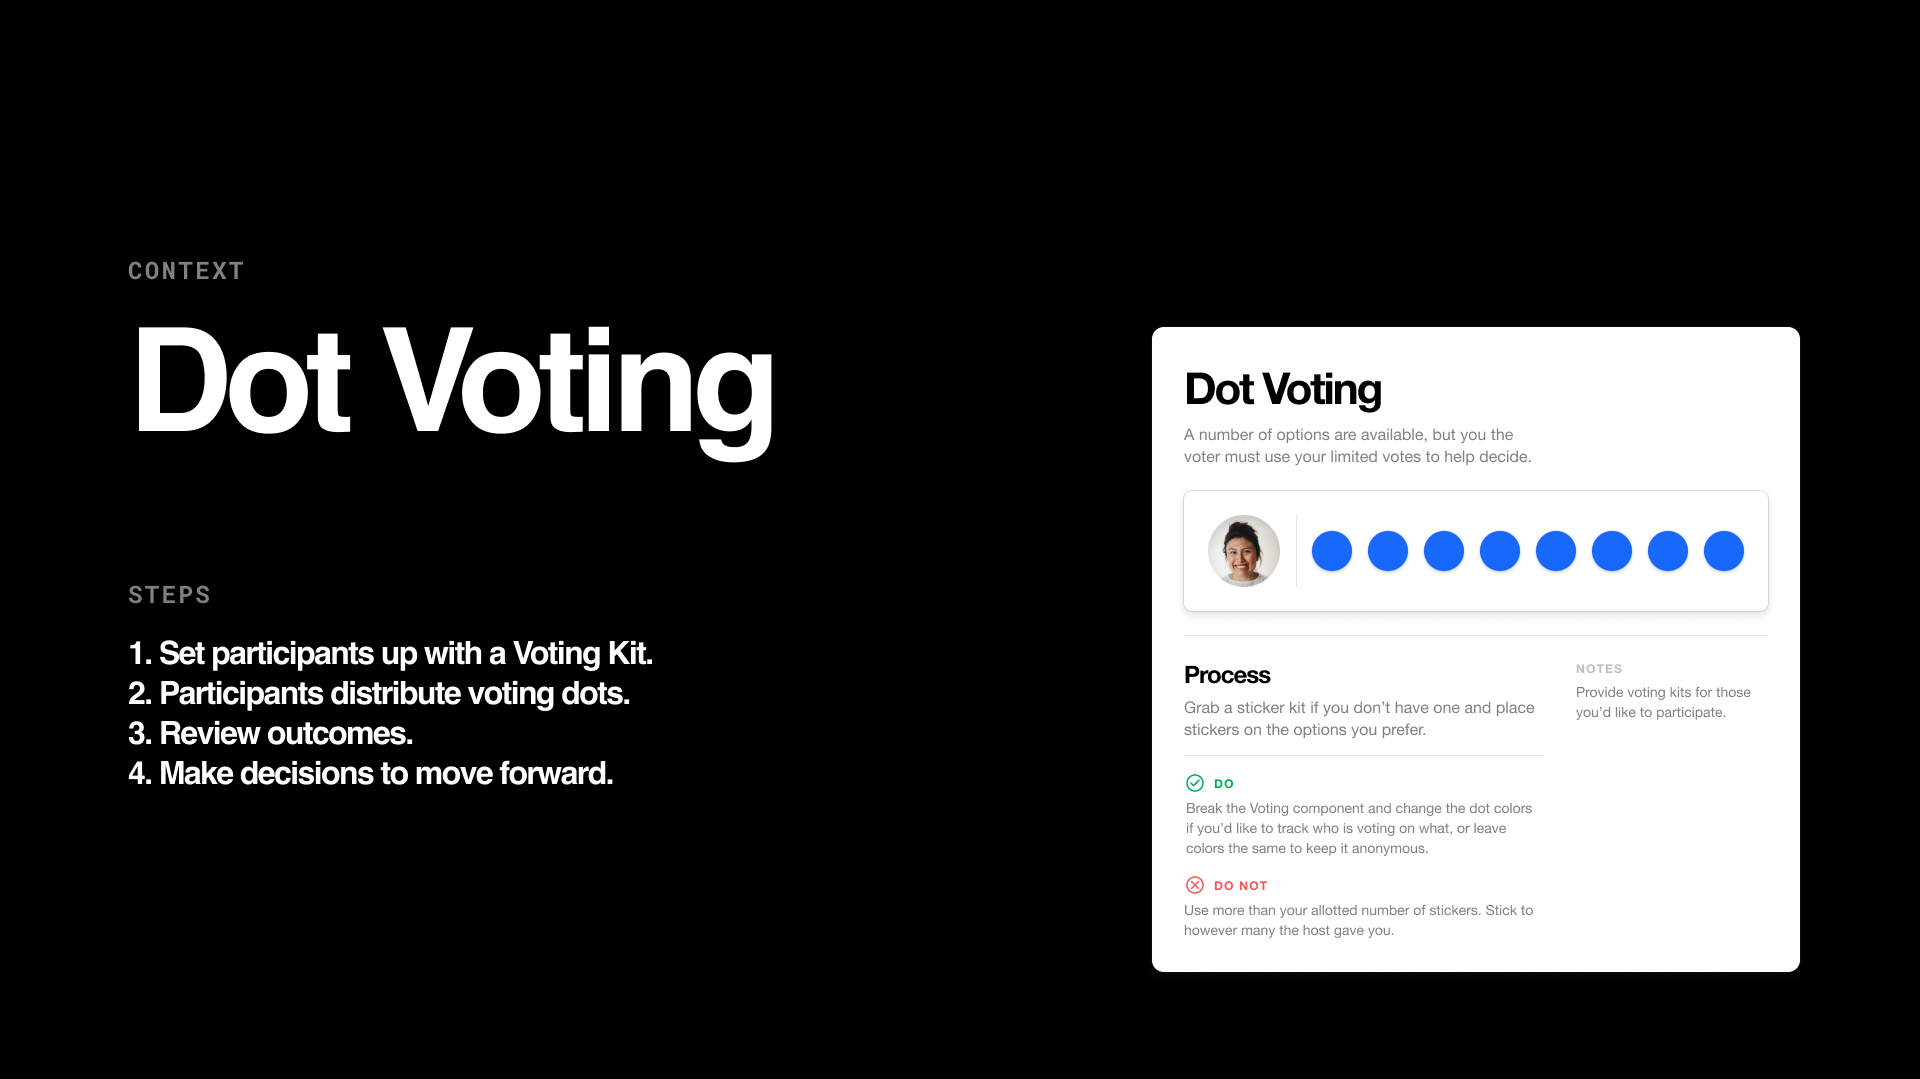 CONTEXT
Dot Voting
STEPS
1. Set participants up with a Voting Kit.
2. Participants distribute voting dots.
3. Review outcomes.
4. Make decisions to move forward.
Dot Voting
A number of options are available, but you the
voter must use your limited votes to help decide.
Process
Grab a sticker kit if you don’t have one and place
stickers on the options you prefer.
DO
Break the Voting component and change the dot colors
if you’d like to track who is voting on what, or leave
colors the same to keep it anonymous.
DO NOT
Use more than your allotted number of stickers. Stick to
however many the host gave you.
NOTES
Provide voting kits for those
you’d like to participate.